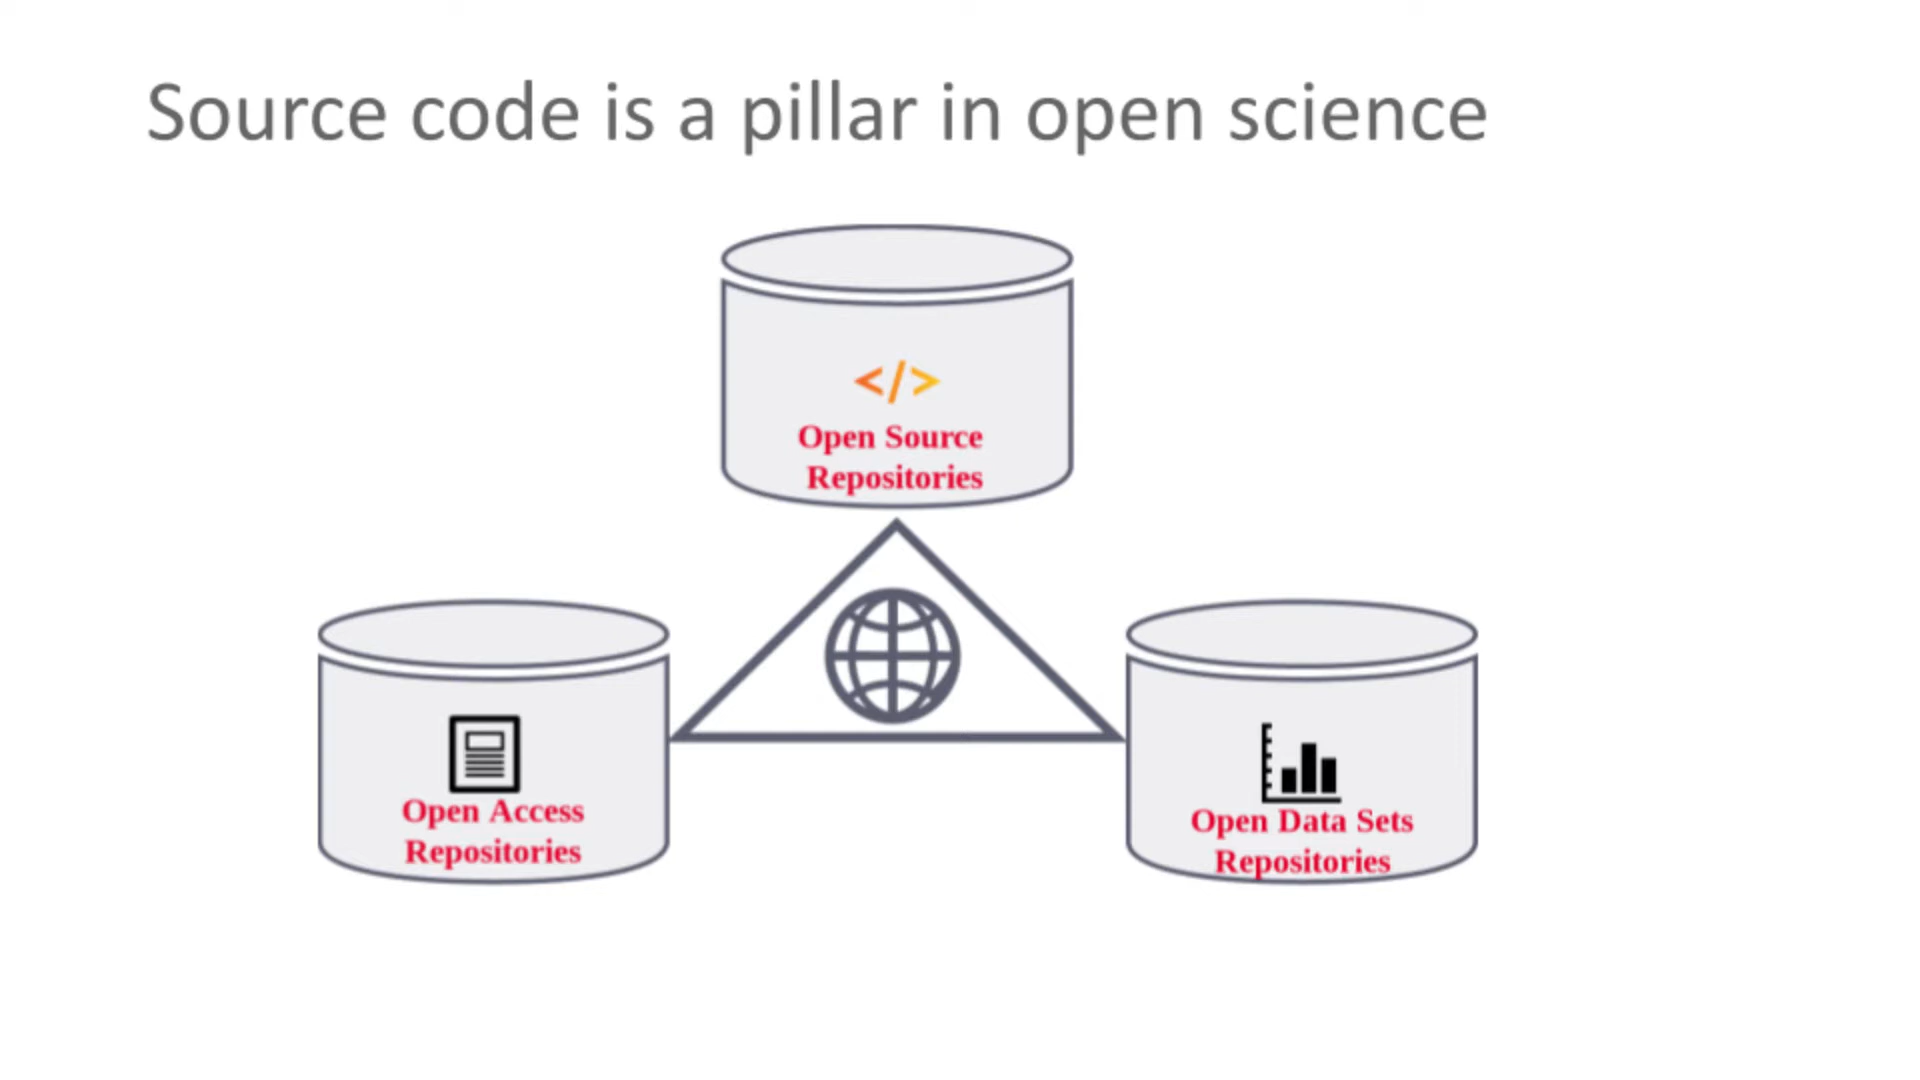 Source code is a pillar in open science
</>
Open Source
Repositories
Open Access
Repositories
Open Data Sets
Repositories